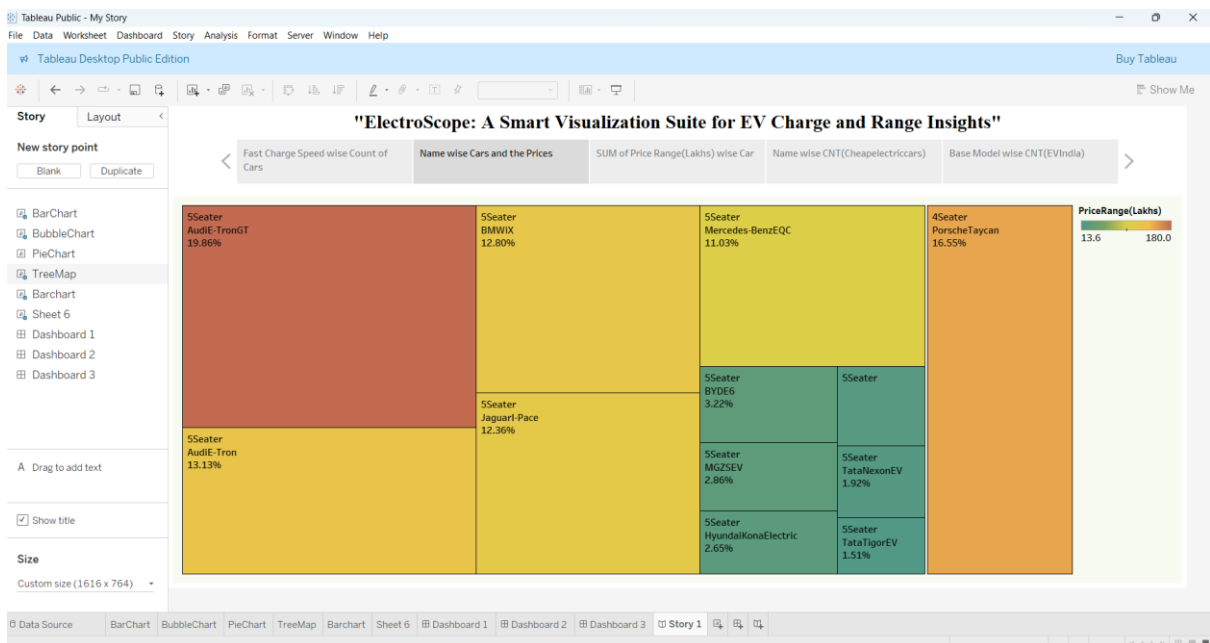 Tableau Public - My Story
File Data Worksheet Dashboard Story Analysis Format Server Window Help
Tableau Desktop Public Edition
Buy Tableau
Show Me
Story Layout
New story point
Blank Duplicate
BarChart
BubbleChart
PieChart
TreeMap
Barchart
Sheet 6
Dashboard 1
Dashboard 2
Dashboard 3
A Drag to add text
Show title
Size
Custom size (1616 x 764)
"ElectroScope: A Smart Visualization Suite for EV Charge and Range Insights"
Fast Charge Speed wise Count of
Cars
Name wise Cars and the Prices
SUM of Price Range(Lakhs) wise Car
Name wise CNT(Cheapelectriccars)
Base Model wise CNT(EVIndia)
5Seater
AudiE-TronGT
19.86%
5Seater
AudiE-Tron
13.13%
5Seater
BMWiX
12.80%
5Seater
JaguarI-Pace
12.36%
5Seater
Mercedes-BenzEQC
11.03%
5Seater
BYDE6
3.22%
5Seater
MGZSEV
2.86%
5Seater
HyundaiKonaElectric
2.65%
5Seater
5Seater
TataNexonEV
1.92%
5Seater
TataTigorEV
1.51%
4Seater
PorscheTaycan
16.55%
PriceRange(Lakhs)
13.6 180.0
Data Source BarChart BubbleChart PieChart TreeMap Barchart Sheet 6 Dashboard 1 Dashboard 2 Dashboard 3 Story 1